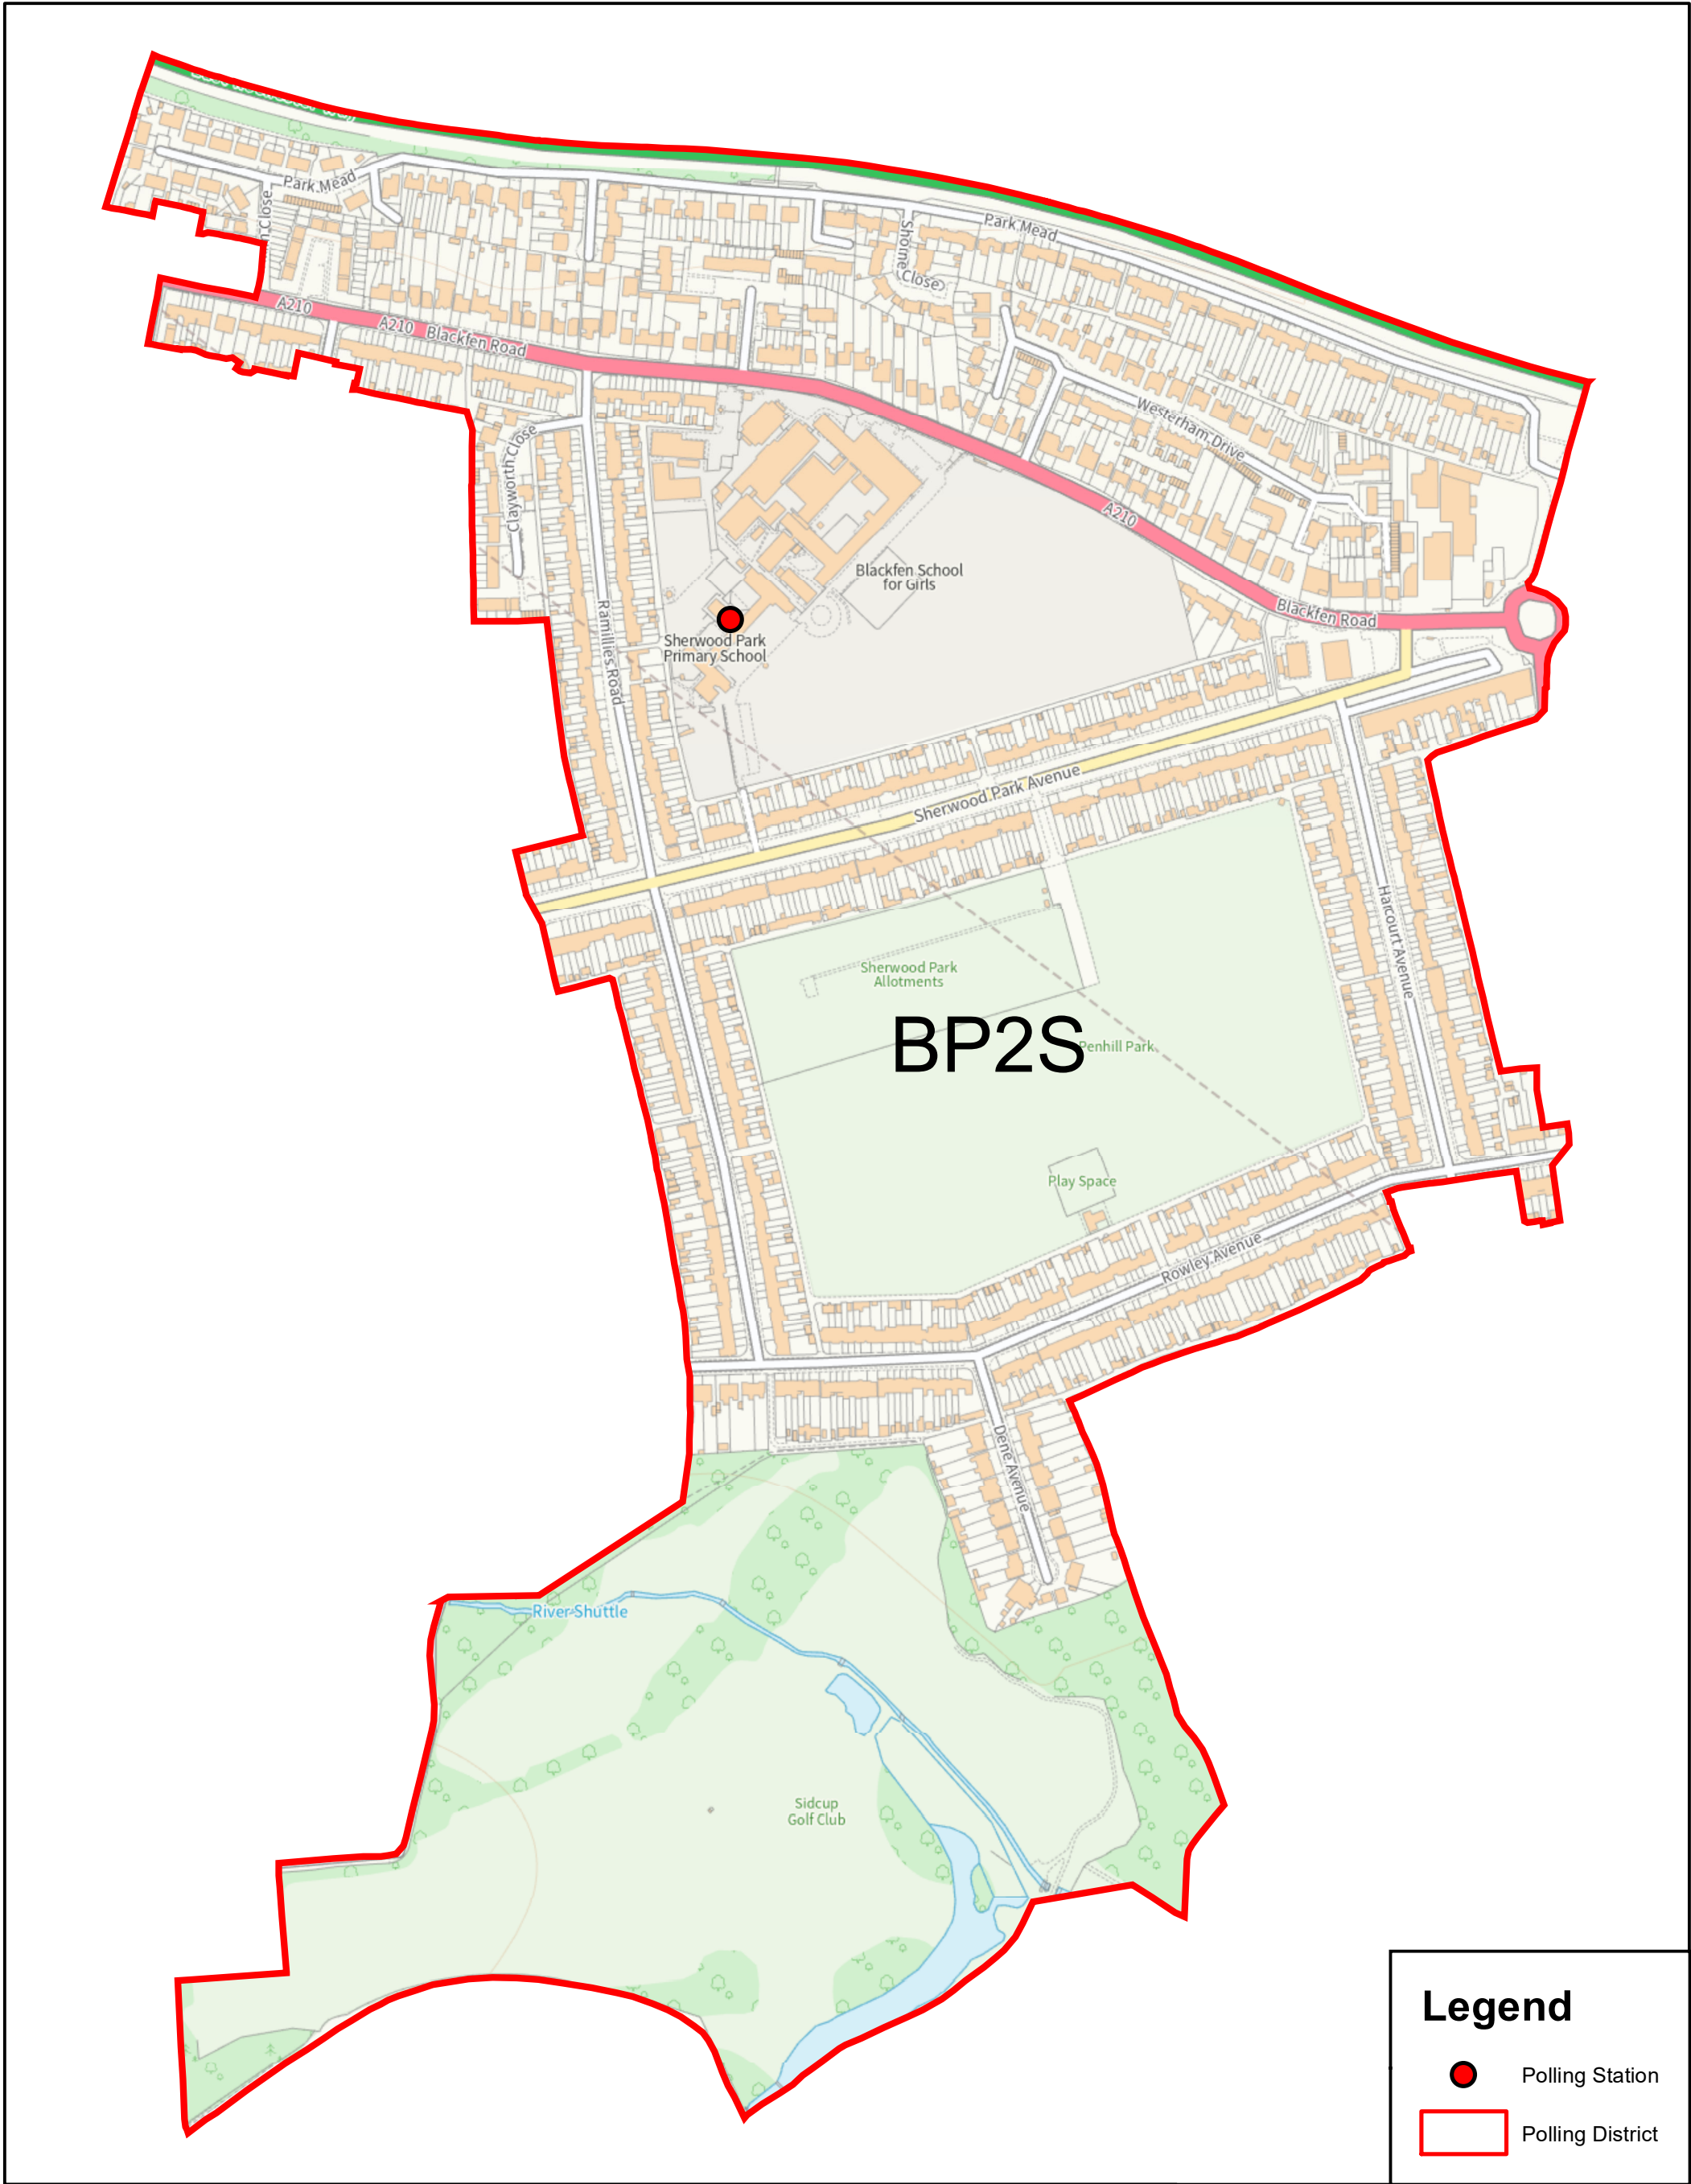 Park Mead
Close
Park Mead
Shorne
Close
A210
A210
Blackfen Road
Westerham Drive
Clayworth Close
A210
Blackfen School
for Girls
Blackfen Road
Ramillies Road
Sherwood Park
Primary School
Sherwood Park Avenue
Harcourt Avenue
Sherwood Park
Allotments
BP2S
Penhill Park
Play Space
Rowley Avenue
Dene Avenue
River Shuttle
Sidcup
Golf Club
Legend
Polling Station
Polling District